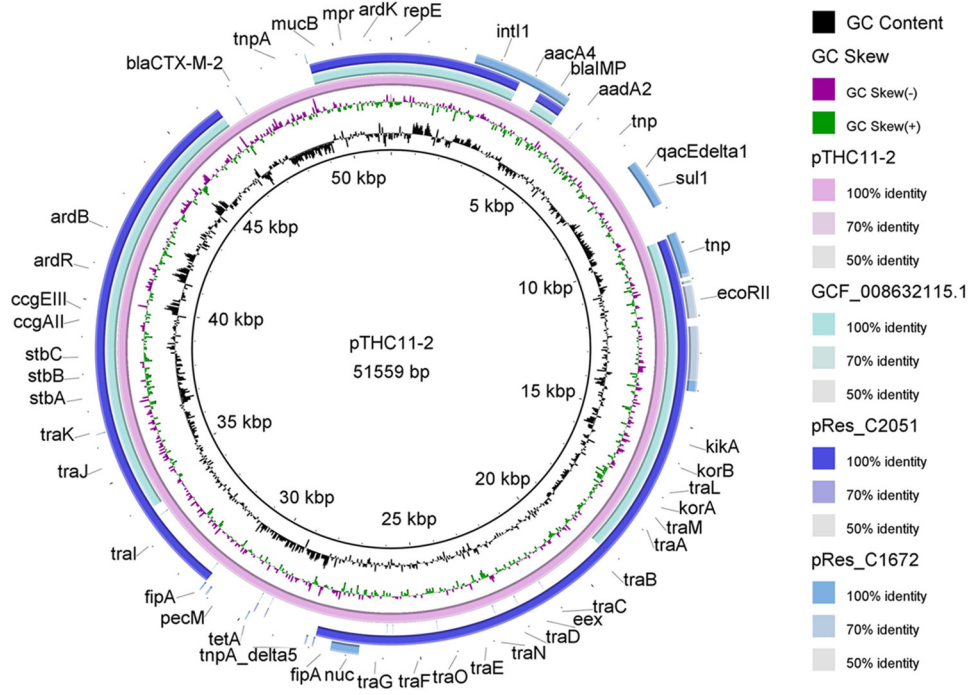 ardK
mpr
repE
mucB
intI1
tnpA
aacA4
blaCTX-M-2
blaIMP
aadA2
tnp
qacEdelta1
sul1
ardB
tnp
ardR
ecoRII
ccgEIII
ccgAII
stbC
stbB
stbA
traK
kikA
traJ
korB
traL
korA
traM
traA
traI
traB
fipA
traC
pecM
eex
tetA
traD
tnpA_delta5
traN
fipA
nuc
traG
traF
traO
traE
50 kbp
5 kbp
45 kbp
10 kbp
40 kbp
pTHC11-2
51559 bp
15 kbp
35 kbp
20 kbp
30 kbp
25 kbp
GC Content
GC Skew
GC Skew(-)
GC Skew(+)
pTHC11-2
100% identity
70% identity
50% identity
GCF_008632115.1
100% identity
70% identity
50% identity
pRes_C2051
100% identity
70% identity
50% identity
pRes_C1672
100% identity
70% identity
50% identity